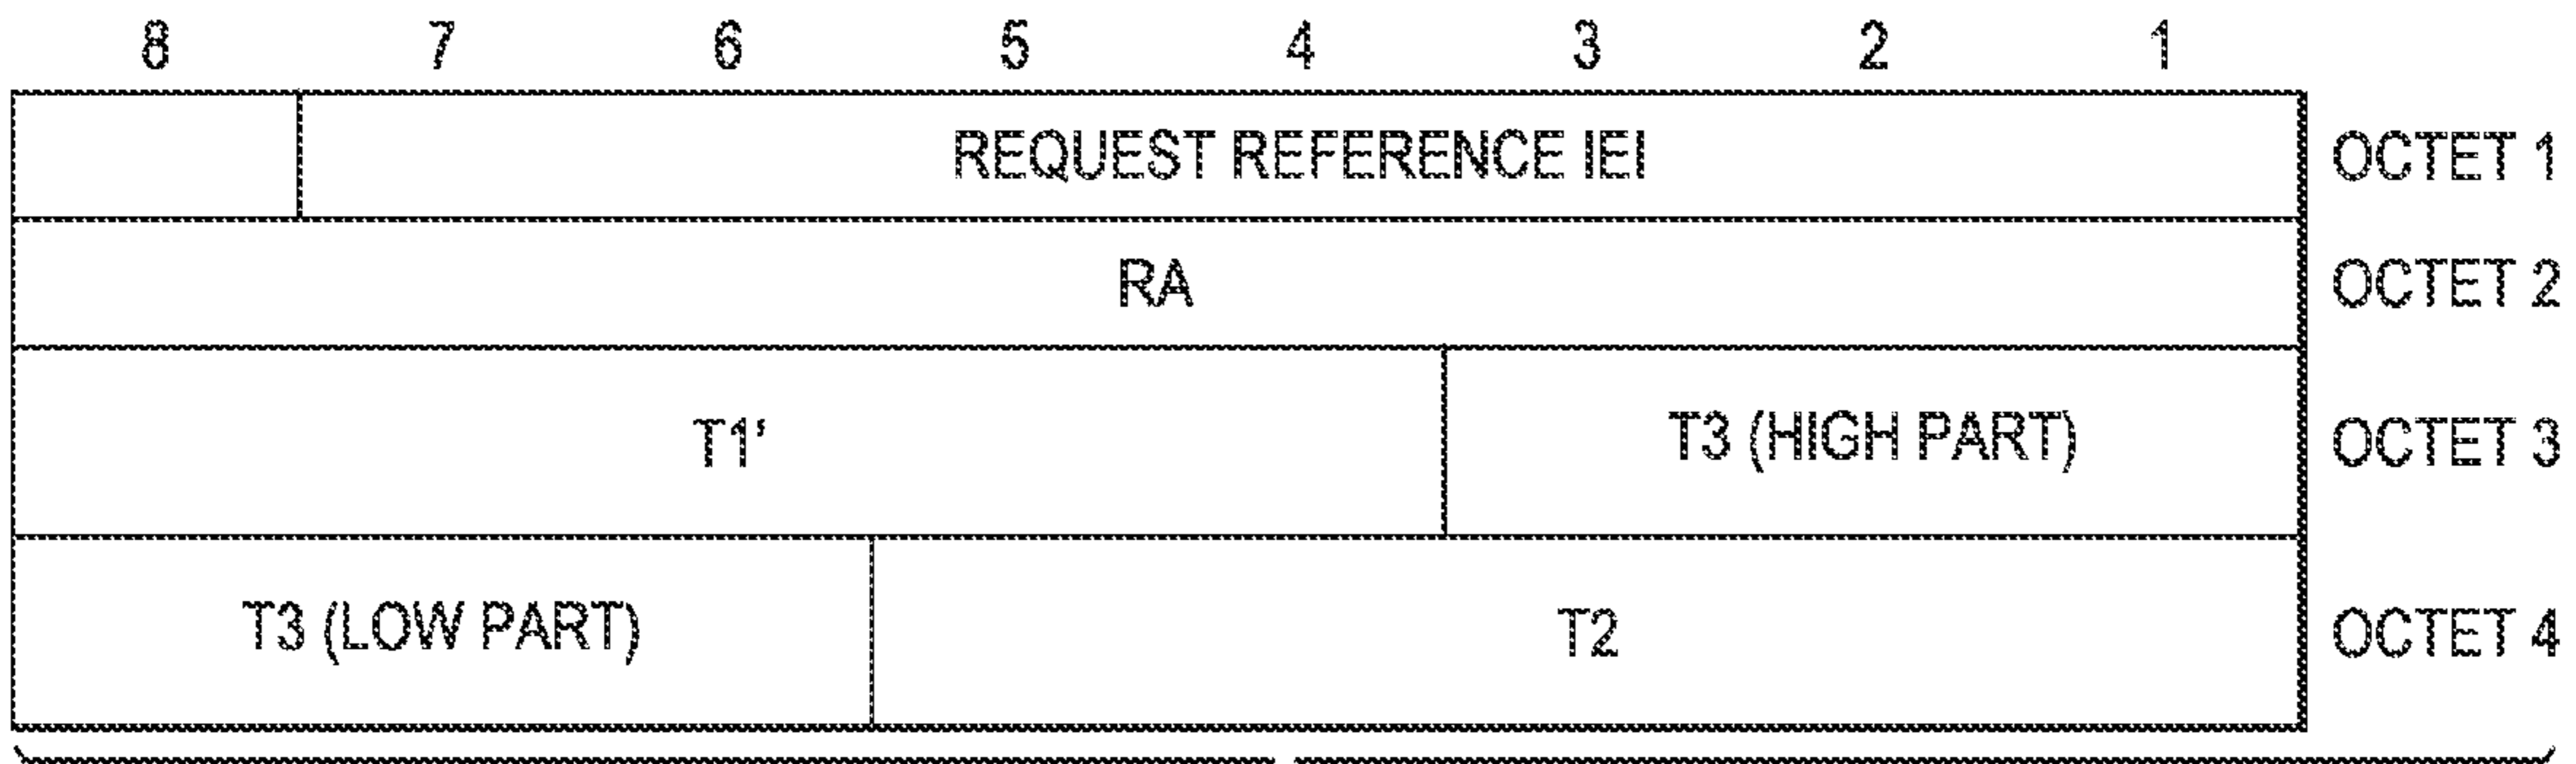 8 7 6 5 4 3 2 1
REQUEST REFERENCE IEI OCTET 1
RA OCTET 2
T1' T3 (HIGH PART) OCTET 3
T3 (LOW PART) T2 OCTET 4